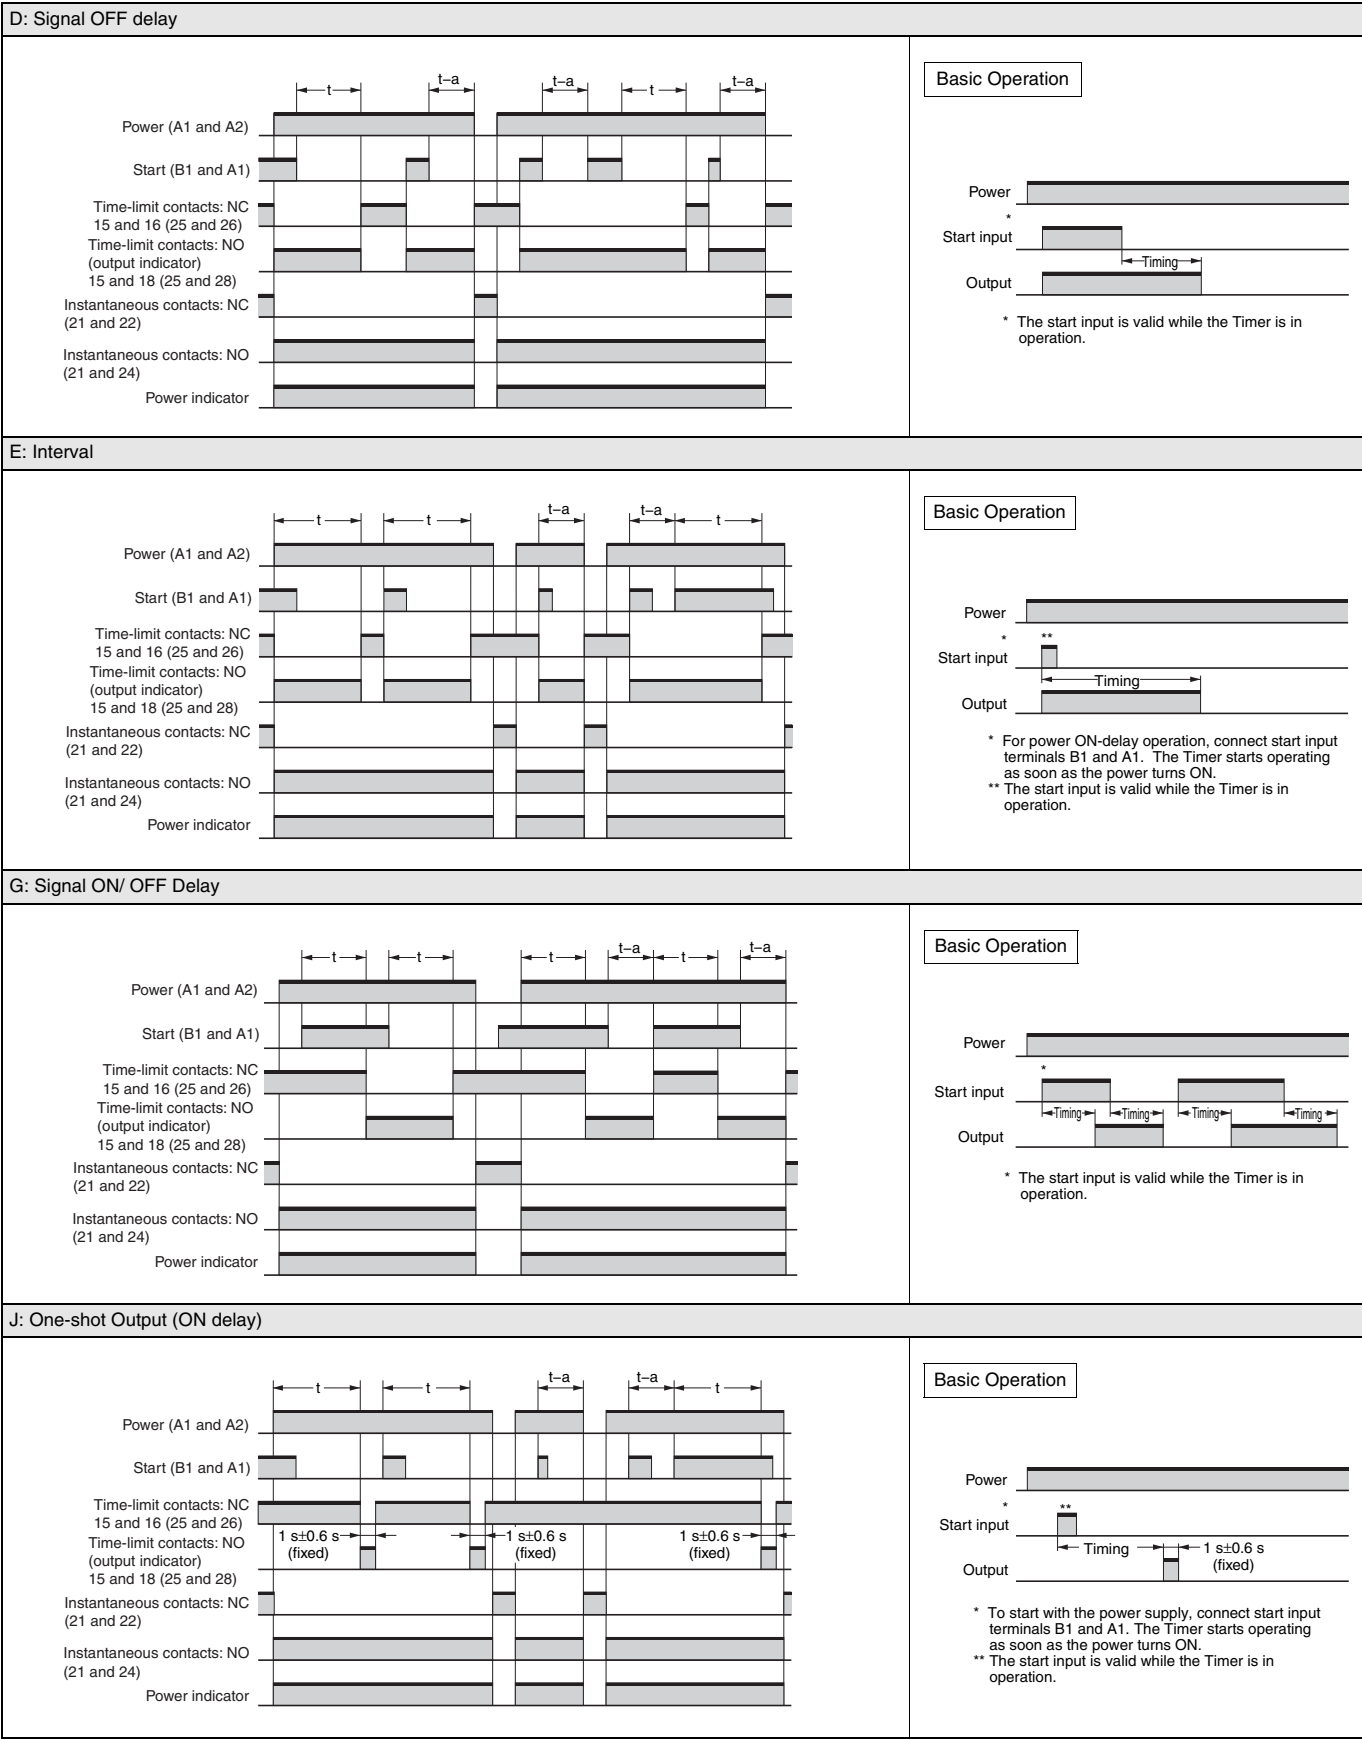 D: Signal OFF delay
t
t–a
t–a
t
t–a
Power (A1 and A2)
Start (B1 and A1)
Time-limit contacts: NC
15 and 16 (25 and 26)
Time-limit contacts: NO
(output indicator)
15 and 18 (25 and 28)
Instantaneous contacts: NC
(21 and 22)
Instantaneous contacts: NO
(21 and 24)
Power indicator
Basic Operation
Power
*
Start input
Timing
Output
* The start input is valid while the Timer is in
operation.
E: Interval
t
t
t–a
t–a
t
Power (A1 and A2)
Start (B1 and A1)
Time-limit contacts: NC
15 and 16 (25 and 26)
Time-limit contacts: NO
(output indicator)
15 and 18 (25 and 28)
Instantaneous contacts: NC
(21 and 22)
Instantaneous contacts: NO
(21 and 24)
Power indicator
Basic Operation
Power
* **
Start input
Timing
Output
* For power ON-delay operation, connect start input
terminals B1 and A1. The Timer starts operating
as soon as the power turns ON.
** The start input is valid while the Timer is in
operation.
G: Signal ON/ OFF Delay
t
t
t
t–a
t
t–a
Power (A1 and A2)
Start (B1 and A1)
Time-limit contacts: NC
15 and 16 (25 and 26)
Time-limit contacts: NO
(output indicator)
15 and 18 (25 and 28)
Instantaneous contacts: NC
(21 and 22)
Instantaneous contacts: NO
(21 and 24)
Power indicator
Basic Operation
Power
*
Start input
Timing Timing Timing Timing
Output
* The start input is valid while the Timer is in
operation.
J: One-shot Output (ON delay)
t
t
t–a
t–a
t
Power (A1 and A2)
Start (B1 and A1)
Time-limit contacts: NC
15 and 16 (25 and 26)
Time-limit contacts: NO
(output indicator)
15 and 18 (25 and 28)
1 s±0.6 s
(fixed)
1 s±0.6 s
(fixed)
1 s±0.6 s
(fixed)
Instantaneous contacts: NC
(21 and 22)
Instantaneous contacts: NO
(21 and 24)
Power indicator
Basic Operation
Power
* **
Start input
Timing
1 s±0.6 s
(fixed)
Output
* To start with the power supply, connect start input
terminals B1 and A1. The Timer starts operating
as soon as the power turns ON.
** The start input is valid while the Timer is in
operation.